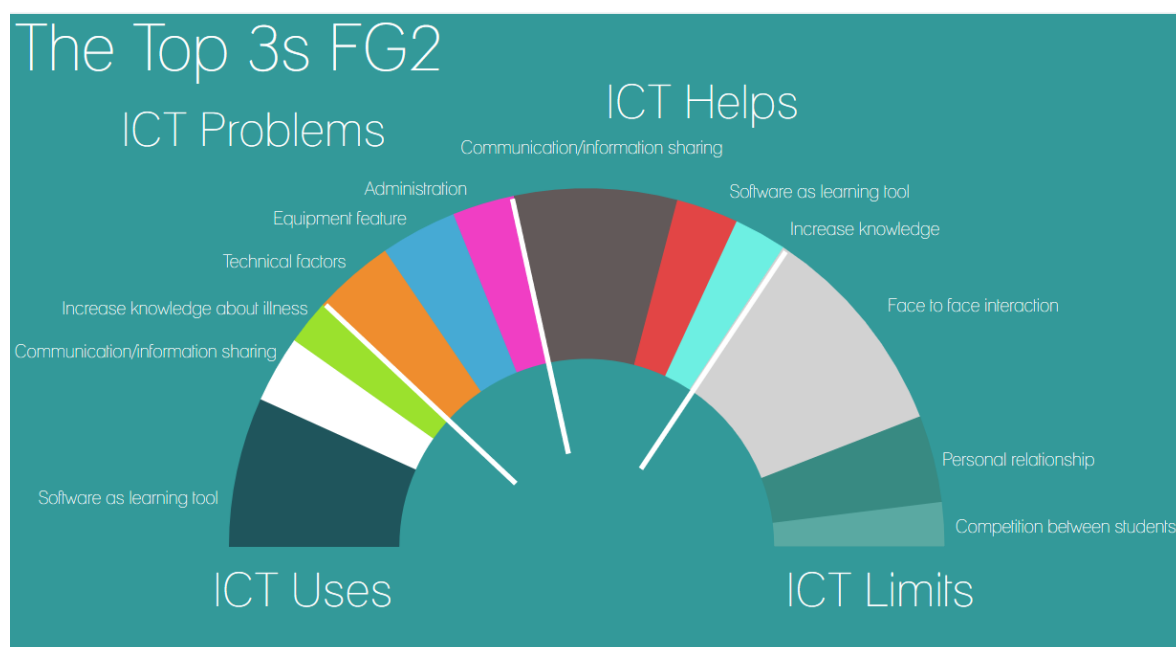 The Top 3s FG2
ICT Problems
ICT Helps
Communication/information sharing
Administration
Software as learning tool
Equipment feature
Increase knowledge
Technical factors
Increase knowledge about illness
Face to face interaction
Communication/information sharing
Personal relationship
Software as learning tool
Competition between students
ICT Uses
ICT Limits